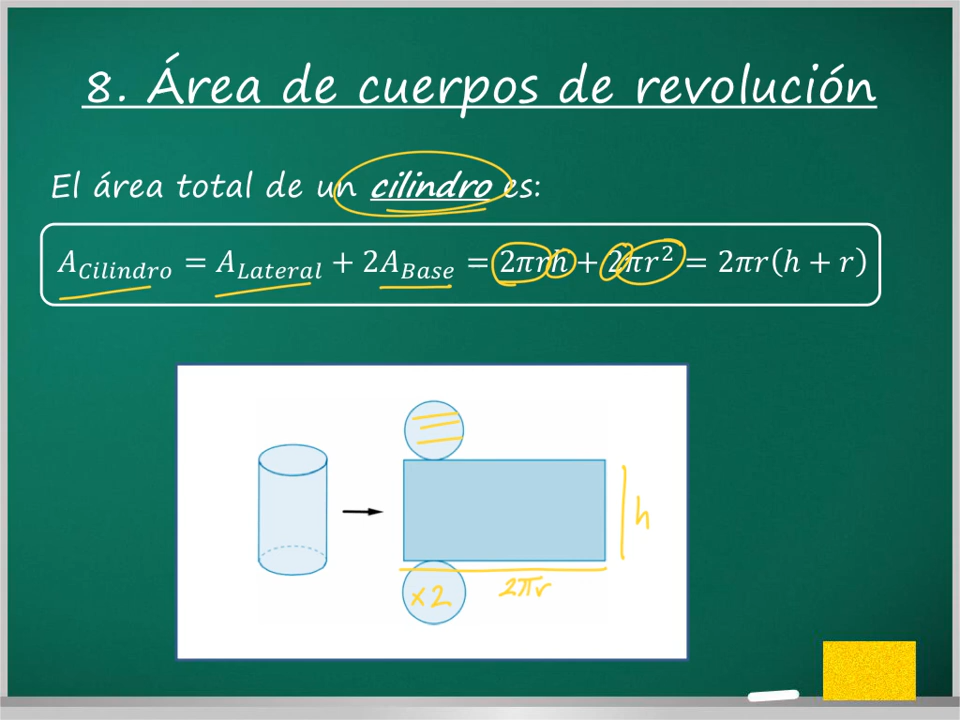 8. Área de cuerpos de revolución
El área total de un cilindro es:
A_Cilindro = A_Lateral + 2A_Base = 2πrh + 2πr² = 2πr(h + r)
h
×2 2πr